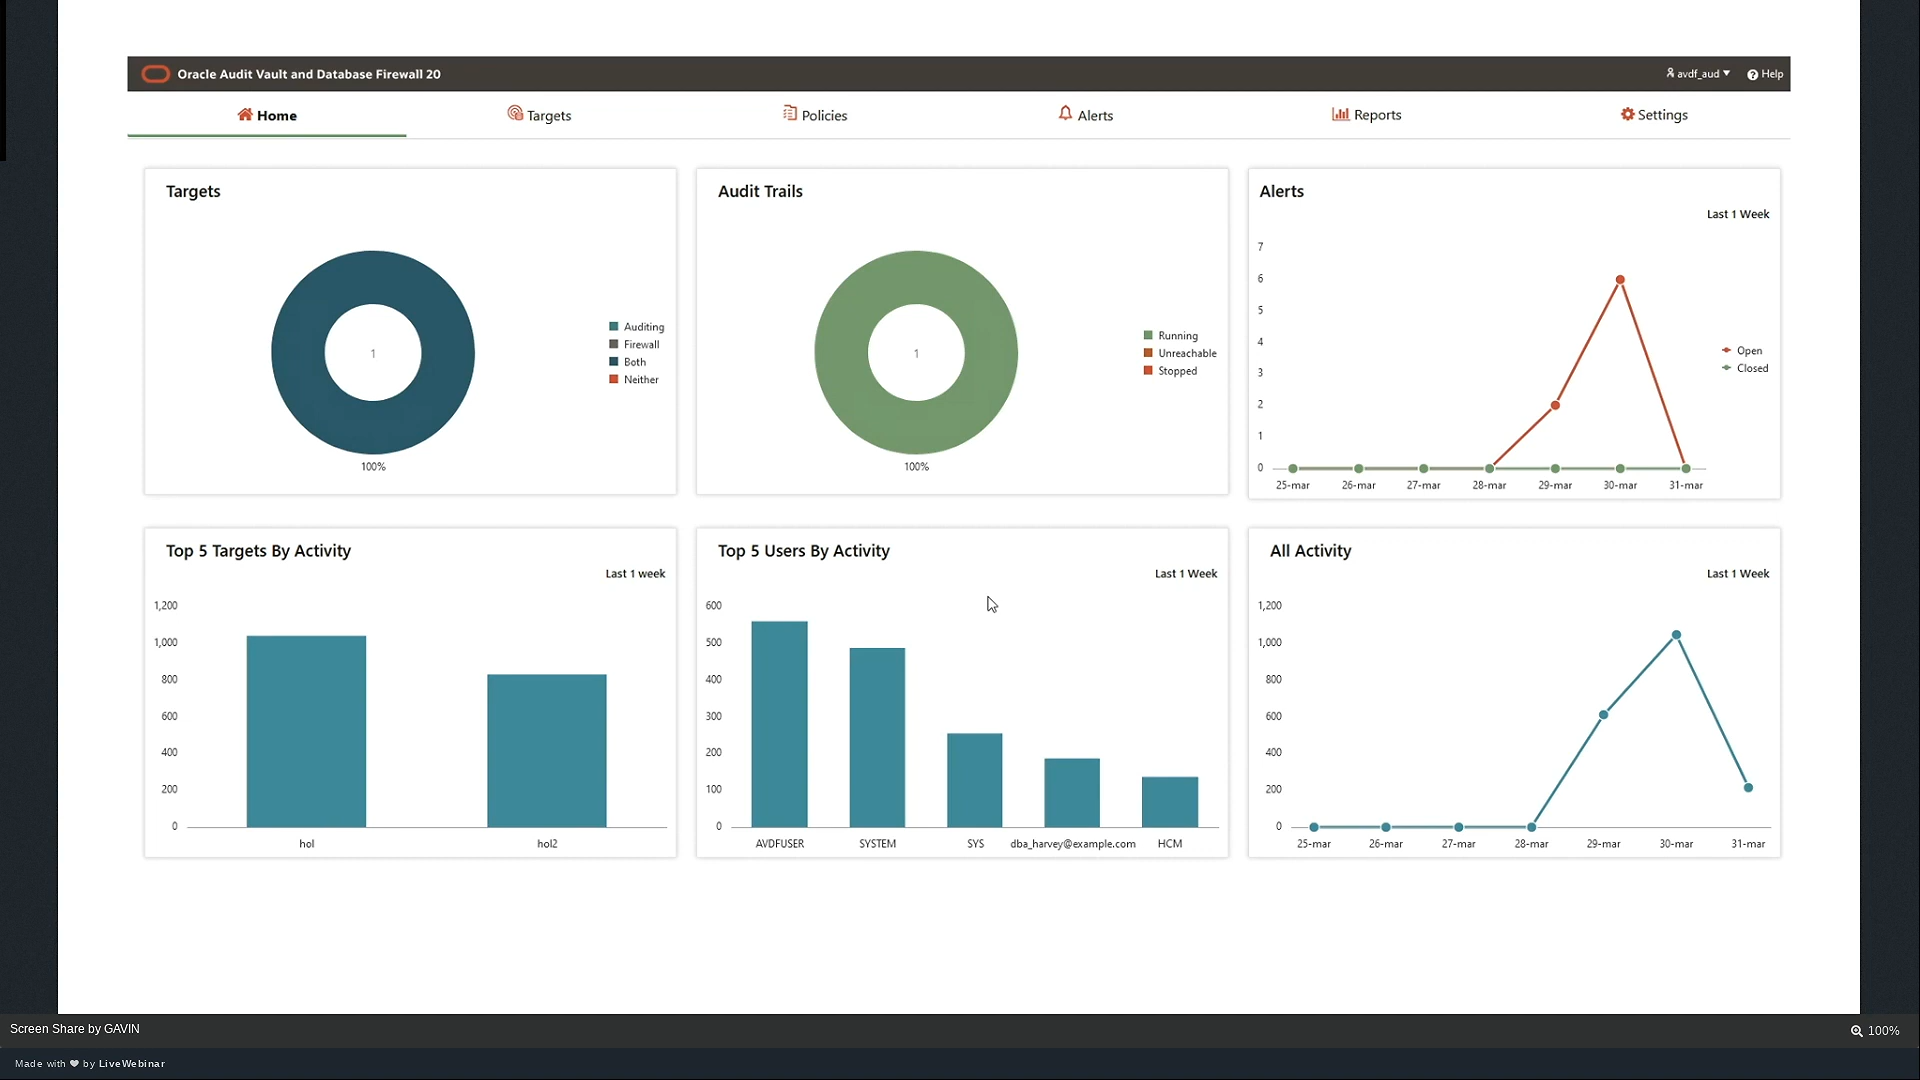 Oracle Audit Vault and Database Firewall 20
avdf_aud
Help
Home
Targets
Policies
Alerts
Reports
Settings
Targets
1
100%
Auditing
Firewall
Both
Neither
Audit Trails
1
100%
Running
Unreachable
Stopped
Alerts
Last 1 Week
7
6
5
4
3
2
1
0
25-mar 26-mar 27-mar 28-mar 29-mar 30-mar 31-mar
Open
Closed
Top 5 Targets By Activity
Last 1 week
1,200
1,000
800
600
400
200
0
hol hol2
Top 5 Users By Activity
Last 1 Week
600
500
400
300
200
100
0
AVDFUSER SYSTEM SYS dba_harvey@example.com HCM
All Activity
Last 1 Week
1,200
1,000
800
600
400
200
0
25-mar 26-mar 27-mar 28-mar 29-mar 30-mar 31-mar
Screen Share by GAVIN
100%
Made with ❤ by LiveWebinar